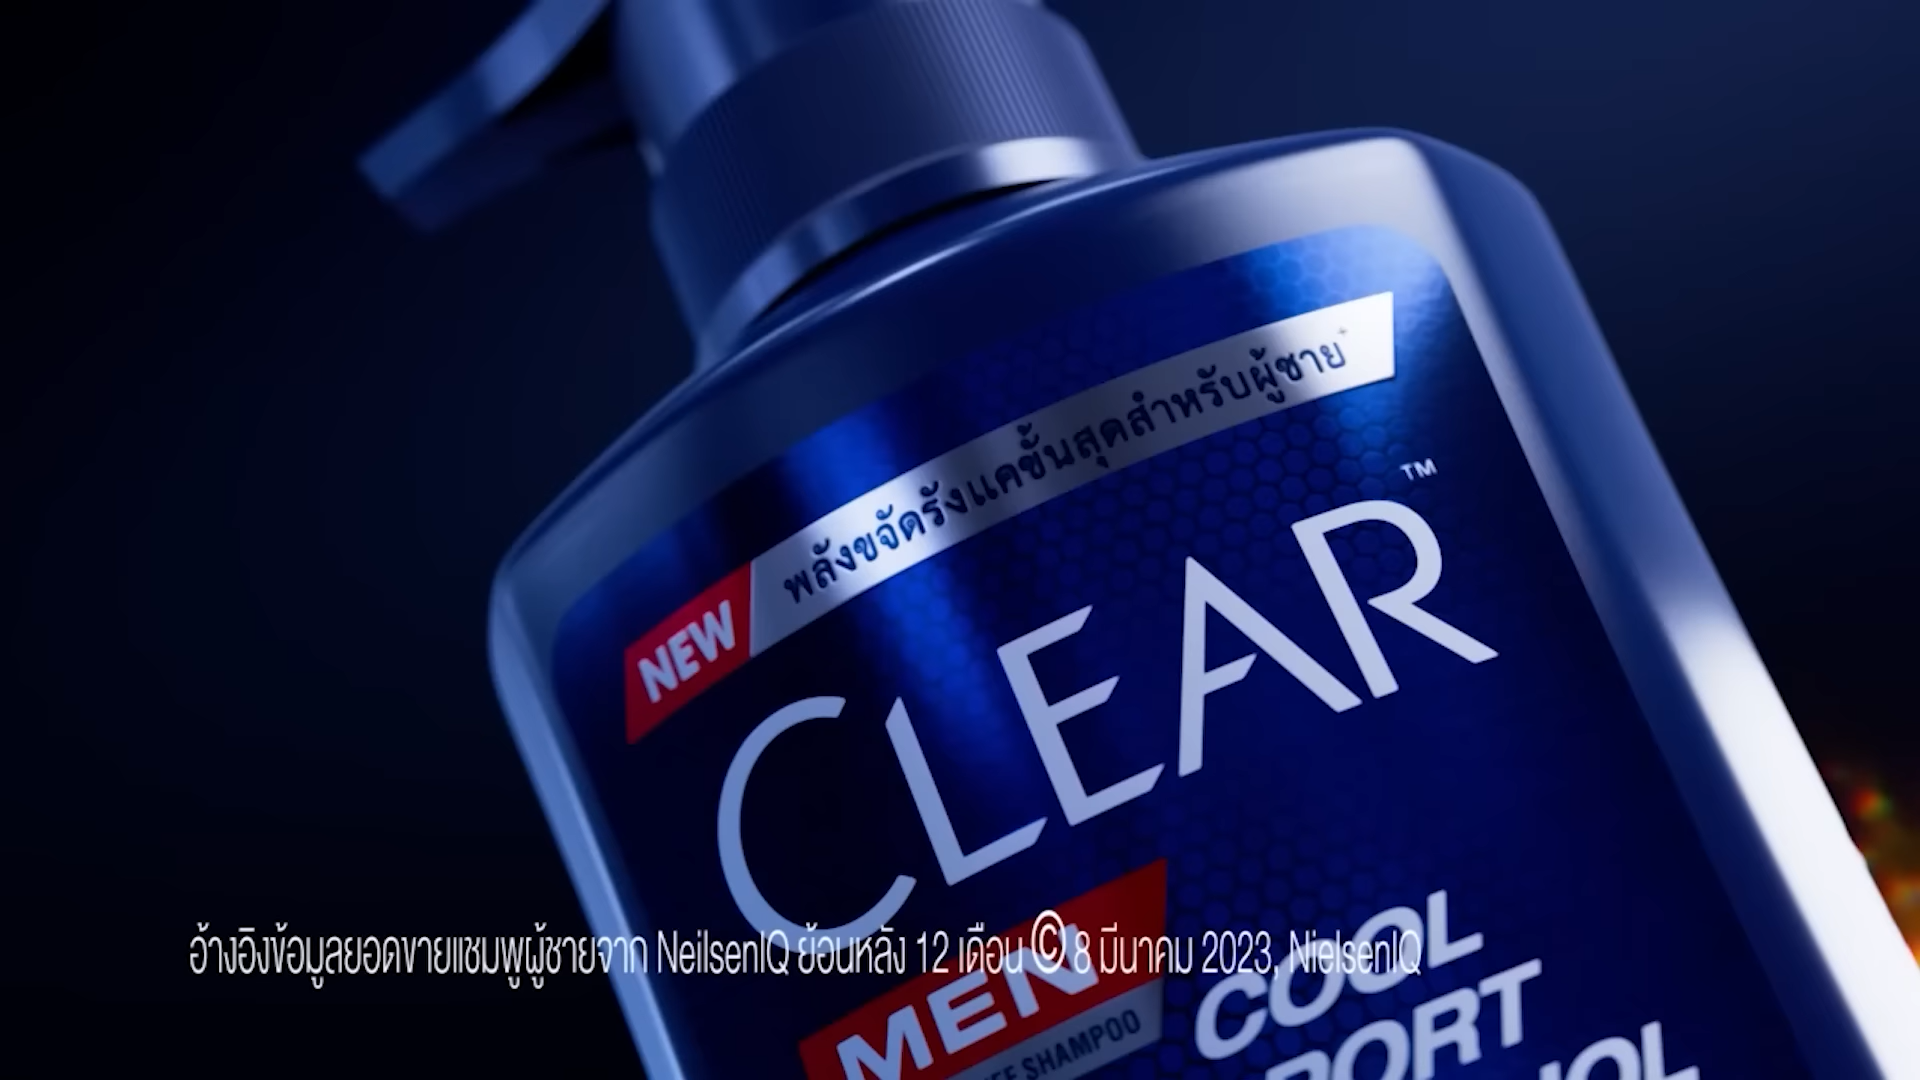 NEW พลังขจัดรังแคขั้นสุดสำหรับผู้ชาย⁺
CLEAR™
MEN
SHAMPOO
COOL
อ้างอิงข้อมูลยอดขายแชมพูผู้ชายจาก NeilsenIQ ย้อนหลัง 12 เดือน © 8 มีนาคม 2023, NielsenIQ